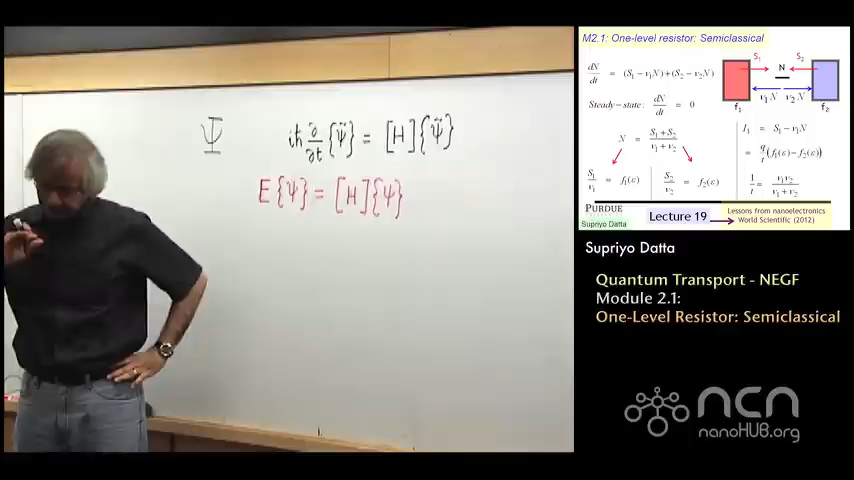 Ψ iħ ∂/∂t {Ψ̃} = [H]{Ψ̃}
E{Ψ} = [H]{Ψ}
M2.1: One-level resistor: Semiclassical
dN/dt = (S₁ − ν₁N) + (S₂ − ν₂N)
Steady-state: dN/dt = 0
N = (S₁ + S₂)/(ν₁ + ν₂)
S₁/ν₁ = f₁(ε)
S₂/ν₂ = f₂(ε)
S₁ N S₂
ν₁N ν₂N
f₁ f₂
I₁ = S₁ − ν₁N
= q/t (f₁(ε) − f₂(ε))
1/t = ν₁ν₂/(ν₁ + ν₂)
PURDUE
Supriyo Datta
Lecture 19
Lessons from nanoelectronics
World Scientific (2012)
Supriyo Datta
Quantum Transport - NEGF
Module 2.1:
One-Level Resistor: Semiclassical
ncn
nanoHUB.org